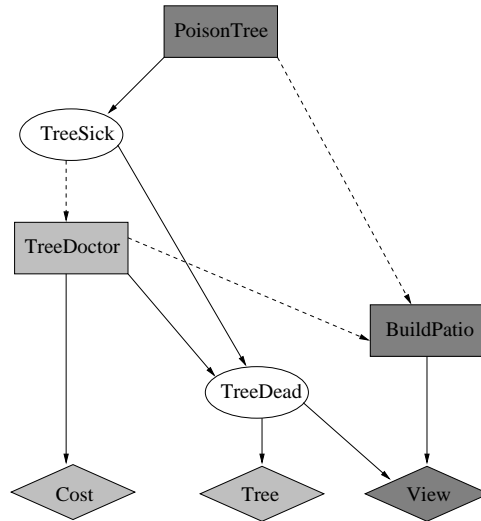 PoisonTree
TreeSick
TreeDoctor
BuildPatio
TreeDead
Cost
Tree
View